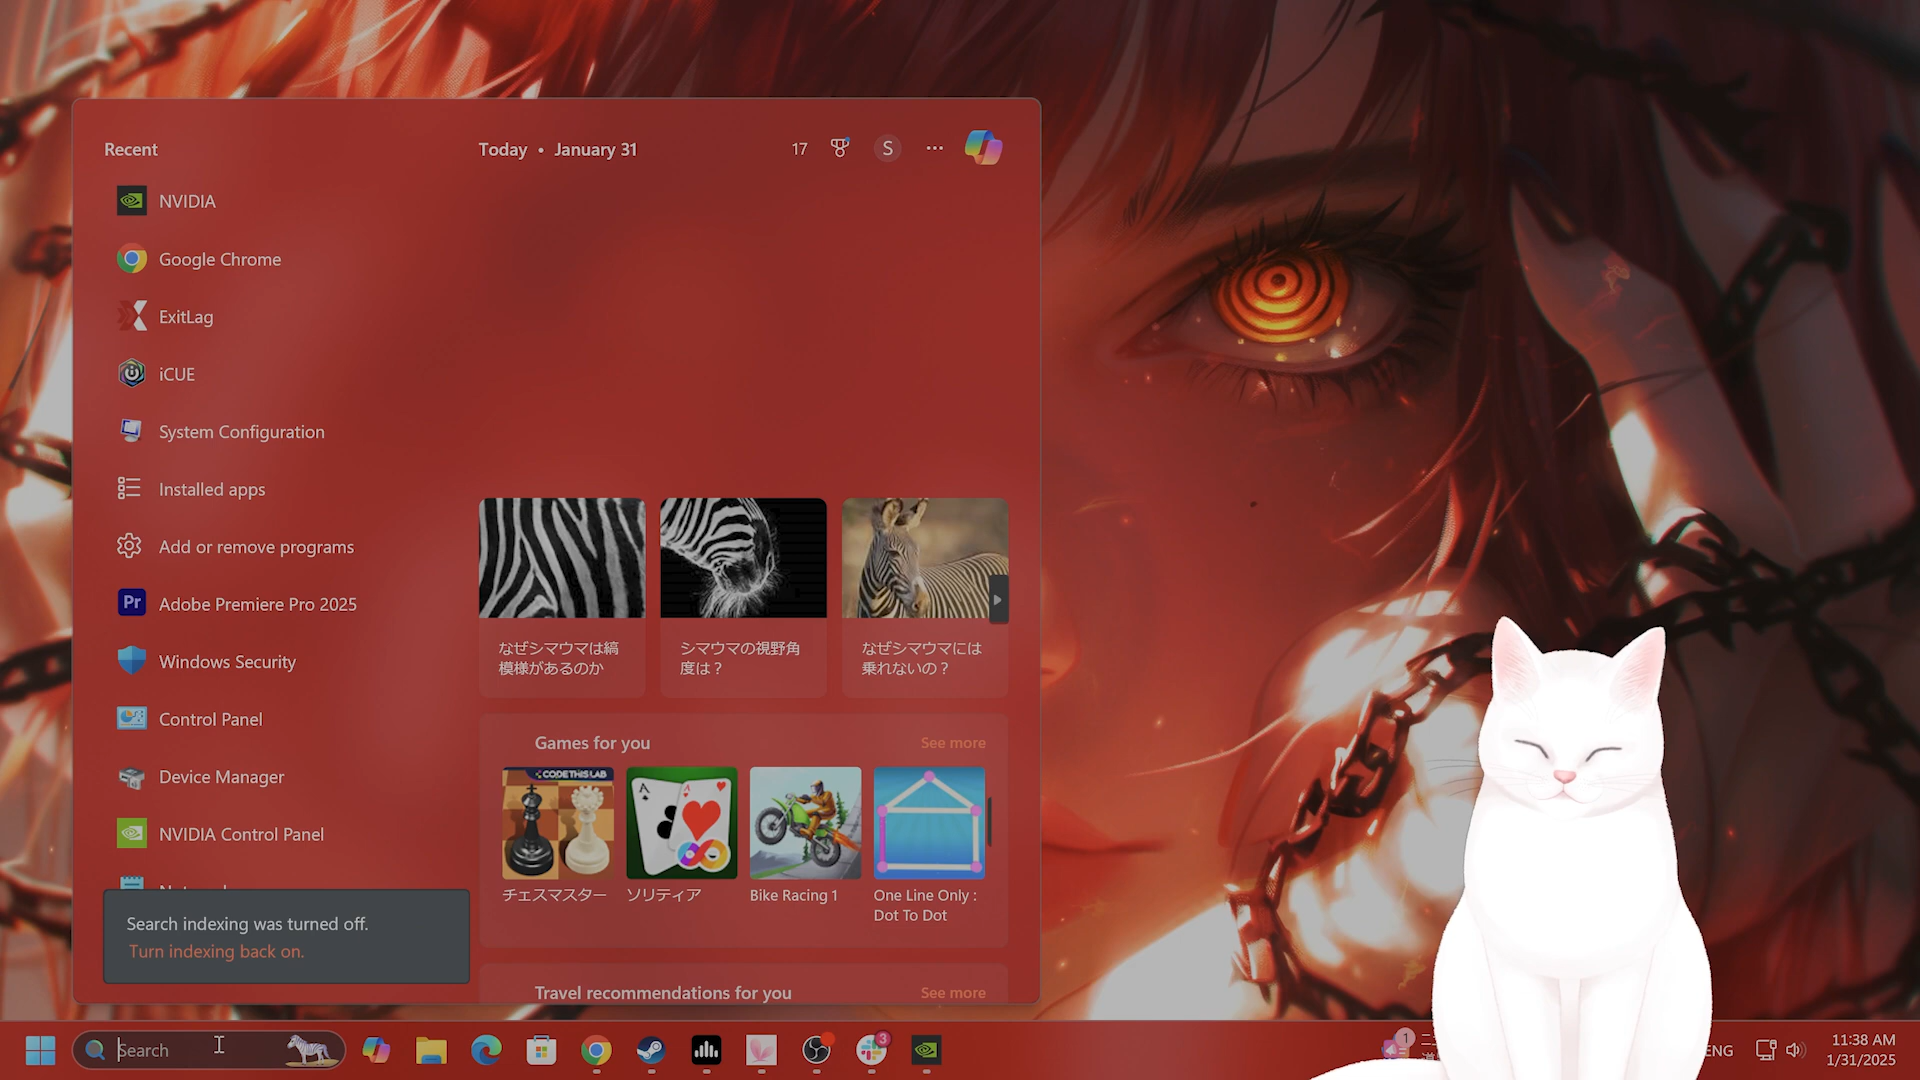 Recent
Today • January 31
17
S
NVIDIA
Google Chrome
ExitLag
iCUE
System Configuration
Installed apps
Add or remove programs
Pr
Adobe Premiere Pro 2025
Windows Security
Control Panel
Device Manager
NVIDIA Control Panel
Search indexing was turned off.
Turn indexing back on.
なぜシマウマは縞
模様があるのか
シマウマの視野角
度は？
なぜシマウマには
乗れないの？
Games for you
See more
CODETHISLAB
チェスマスター
ソリティア
Bike Racing 1
One Line Only :
Dot To Dot
Travel recommendations for you
See more
Search
3
1
ENG
11:38 AM
1/31/2025